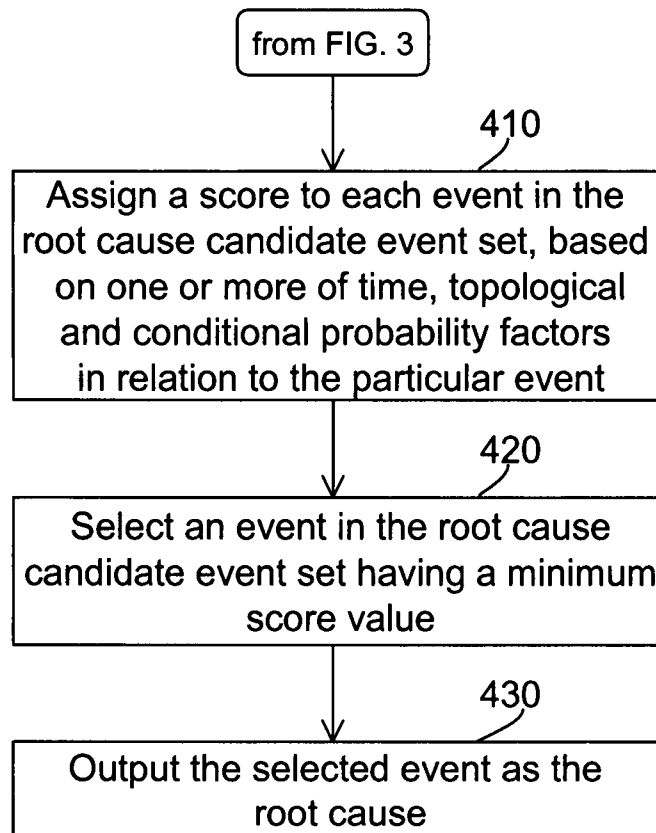 from FIG. 3
410
Assign a score to each event in the
root cause candidate event set, based
on one or more of time, topological
and conditional probability factors
in relation to the particular event
420
Select an event in the root cause
candidate event set having a minimum
score value
430
Output the selected event as the
root cause